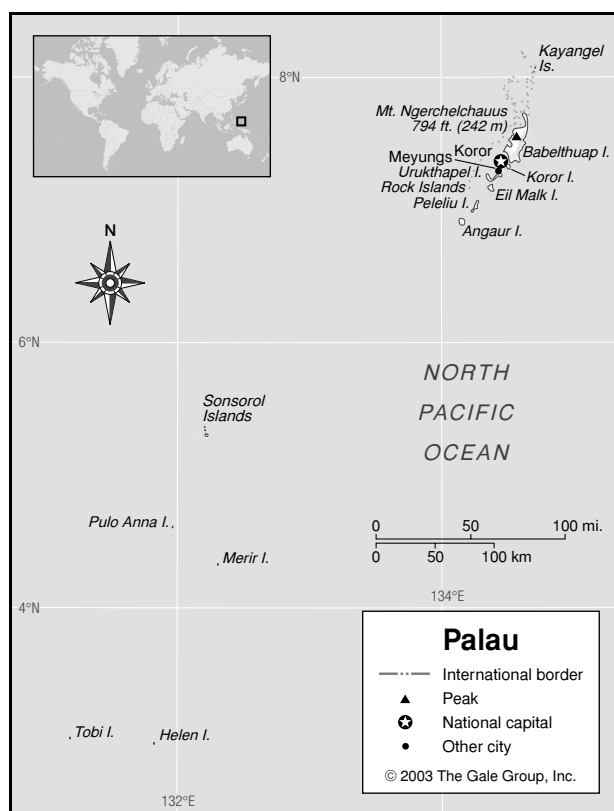 8°N
Kayangel
Is.
Mt. Ngerchelchauus
794 ft. (242 m)
Koror
Babelthuap I.
Meyungs
Urukthapel I.
Koror I.
Rock Islands
Eil Malk I.
Peleliu I.
Angaur I.
N
6°N
NORTH
PACIFIC
OCEAN
Sonsorol
Islands
Pulo Anna I.
Merir I.
0 50 100 mi.
0 50 100 km
4°N
134°E
Palau
International border
Peak
National capital
Other city
© 2003 The Gale Group, Inc.
Tobi I.
Helen I.
132°E